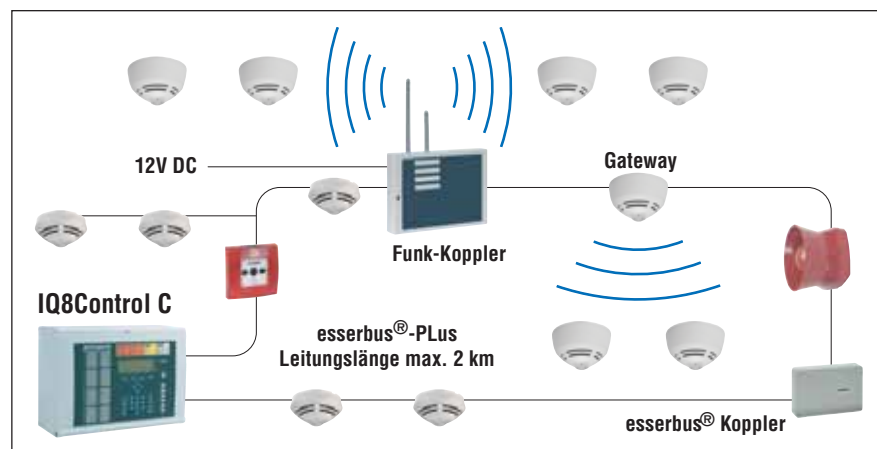 12V DC
Gateway
Funk-Koppler
IQ8Control C
esserbus®-PLus
Leitungslänge max. 2 km
esserbus® Koppler